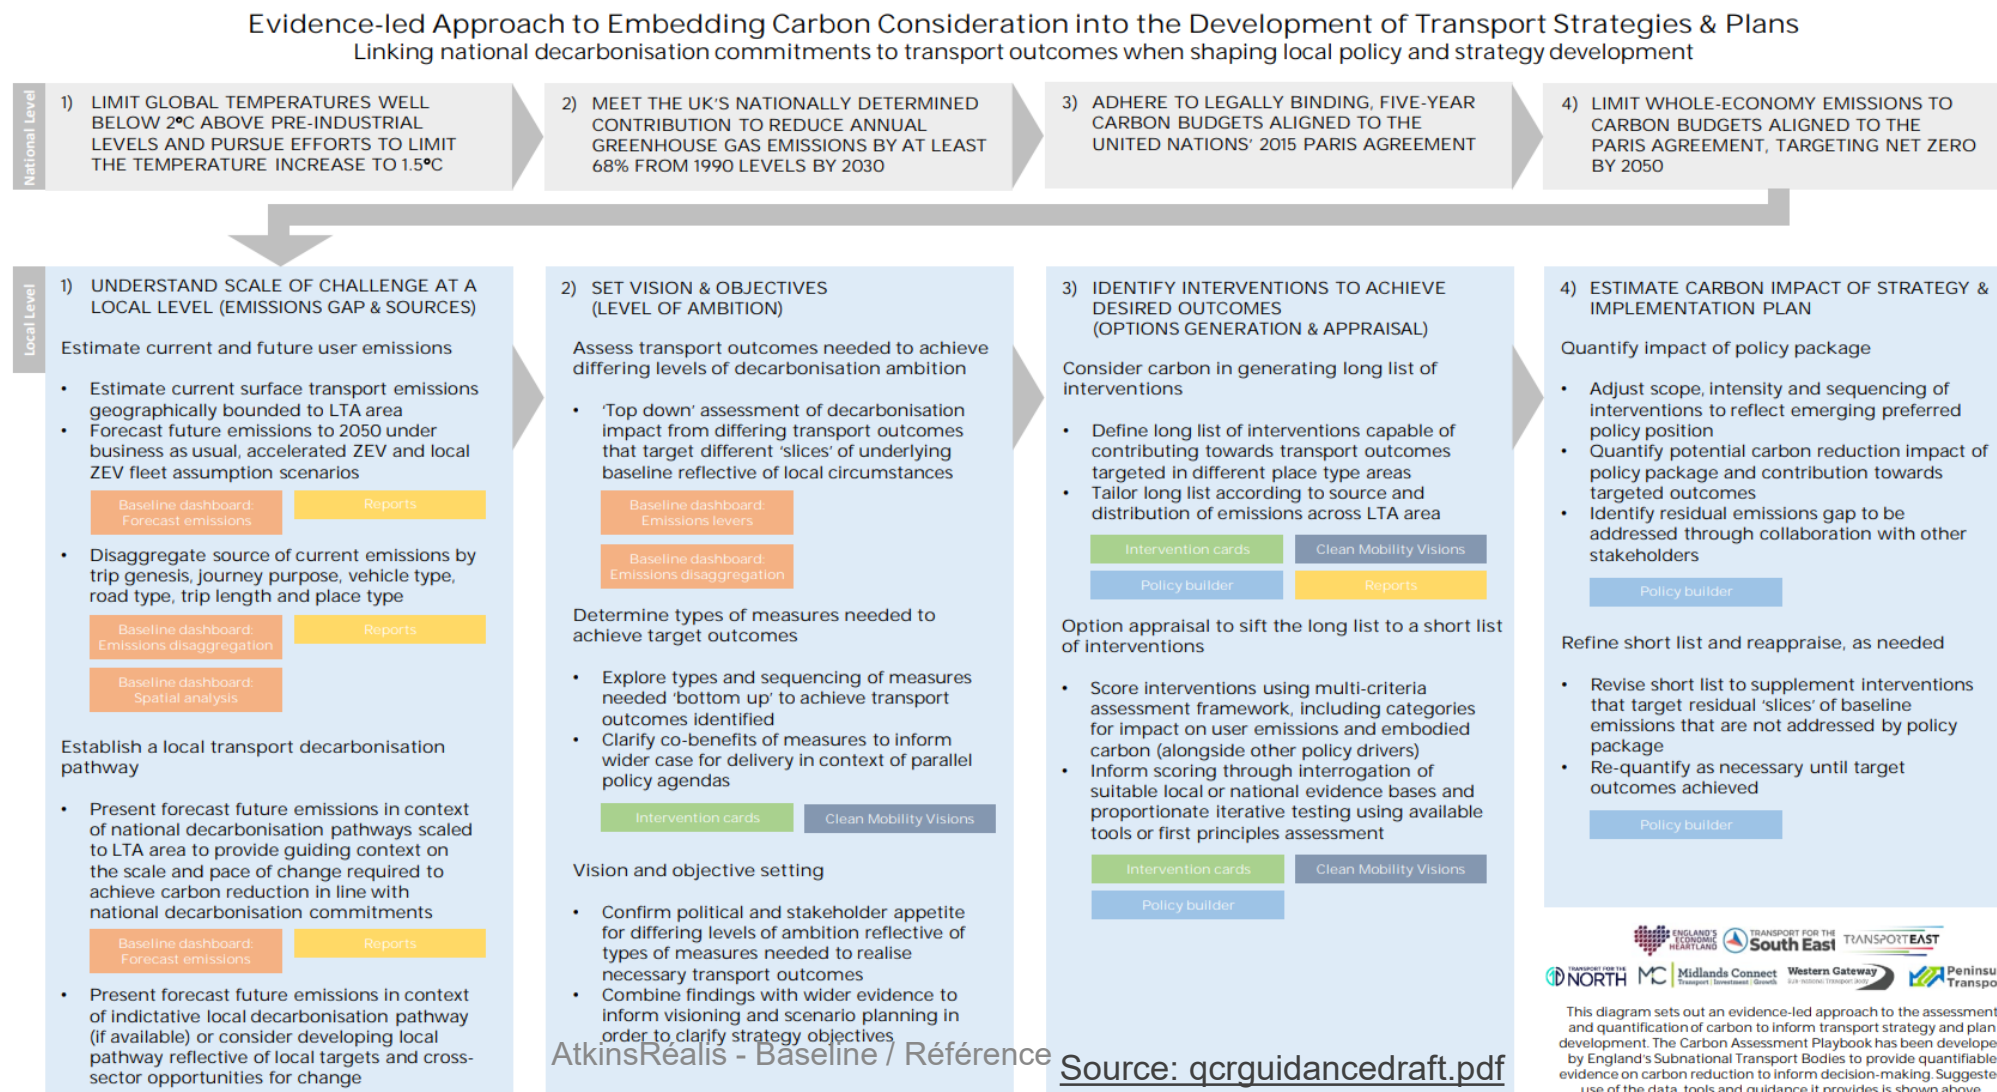 Evidence-led Approach to Embedding Carbon Consideration into the Development of Transport Strategies & Plans
Linking national decarbonisation commitments to transport outcomes when shaping local policy and strategy development
National Level
1) LIMIT GLOBAL TEMPERATURES WELL
BELOW 2°C ABOVE PRE-INDUSTRIAL
LEVELS AND PURSUE EFFORTS TO LIMIT
THE TEMPERATURE INCREASE TO 1.5°C
2) MEET THE UK'S NATIONALLY DETERMINED
CONTRIBUTION TO REDUCE ANNUAL
GREENHOUSE GAS EMISSIONS BY AT LEAST
68% FROM 1990 LEVELS BY 2030
3) ADHERE TO LEGALLY BINDING, FIVE-YEAR
CARBON BUDGETS ALIGNED TO THE
UNITED NATIONS' 2015 PARIS AGREEMENT
4) LIMIT WHOLE-ECONOMY EMISSIONS TO
CARBON BUDGETS ALIGNED TO THE
PARIS AGREEMENT, TARGETING NET ZERO
BY 2050
Local Level
1) UNDERSTAND SCALE OF CHALLENGE AT A
LOCAL LEVEL (EMISSIONS GAP & SOURCES)
Estimate current and future user emissions
• Estimate current surface transport emissions
geographically bounded to LTA area
• Forecast future emissions to 2050 under
business as usual, accelerated ZEV and local
ZEV fleet assumption scenarios
Baseline dashboard:
Forecast emissions
Reports
• Disaggregate source of current emissions by
trip genesis, journey purpose, vehicle type,
road type, trip length and place type
Baseline dashboard:
Emissions disaggregation
Reports
Baseline dashboard:
Spatial analysis
Establish a local transport decarbonisation
pathway
• Present forecast future emissions in context
of national decarbonisation pathways scaled
to LTA area to provide guiding context on
the scale and pace of change required to
achieve carbon reduction in line with
national decarbonisation commitments
Baseline dashboard:
Forecast emissions
Reports
• Present forecast future emissions in context
of indictative local decarbonisation pathway
(if available) or consider developing local
pathway reflective of local targets and cross-
sector opportunities for change
2) SET VISION & OBJECTIVES
(LEVEL OF AMBITION)
Assess transport outcomes needed to achieve
differing levels of decarbonisation ambition
• 'Top down' assessment of decarbonisation
impact from differing transport outcomes
that target different 'slices' of underlying
baseline reflective of local circumstances
Baseline dashboard:
Emissions levers
Baseline dashboard:
Emissions disaggregation
Determine types of measures needed to
achieve target outcomes
• Explore types and sequencing of measures
needed 'bottom up' to achieve transport
outcomes identified
• Clarify co-benefits of measures to inform
wider case for delivery in context of parallel
policy agendas
Intervention cards
Clean Mobility Visions
Vision and objective setting
• Confirm political and stakeholder appetite
for differing levels of ambition reflective of
types of measures needed to realise
necessary transport outcomes
• Combine findings with wider evidence to
inform visioning and scenario planning in
order to clarify strategy objectives
AtkinsRéalis - Baseline / Référence
3) IDENTIFY INTERVENTIONS TO ACHIEVE
DESIRED OUTCOMES
(OPTIONS GENERATION & APPRAISAL)
Consider carbon in generating long list of
interventions
• Define long list of interventions capable of
contributing towards transport outcomes
targeted in different place type areas
• Tailor long list according to source and
distribution of emissions across LTA area
Intervention cards
Clean Mobility Visions
Policy builder
Reports
Option appraisal to sift the long list to a short list
of interventions
• Score interventions using multi-criteria
assessment framework, including categories
for impact on user emissions and embodied
carbon (alongside other policy drivers)
• Inform scoring through interrogation of
suitable local or national evidence bases and
proportionate iterative testing using available
tools or first principles assessment
Intervention cards
Clean Mobility Visions
Policy builder
Source: qcrguidancedraft.pdf
4) ESTIMATE CARBON IMPACT OF STRATEGY &
IMPLEMENTATION PLAN
Quantify impact of policy package
• Adjust scope, intensity and sequencing of
interventions to reflect emerging preferred
policy position
• Quantify potential carbon reduction impact of
policy package and contribution towards
targeted outcomes
• Identify residual emissions gap to be
addressed through collaboration with other
stakeholders
Policy builder
Refine short list and reappraise, as needed
• Revise short list to supplement interventions
that target residual 'slices' of baseline
emissions that are not addressed by policy
package
• Re-quantify as necessary until target
outcomes achieved
Policy builder
ENGLAND'S
ECONOMIC
HEARTLAND
TRANSPORT FOR THE
South East
TRANSPORTEAST
TRANSPORT FOR THE
NORTH
MC
Midlands Connect
Transport | Investment | Growth
Western Gateway
Sub-national Transport Body
Peninsu
Transpo
This diagram sets out an evidence-led approach to the assessment
and quantification of carbon to inform transport strategy and plan
development. The Carbon Assessment Playbook has been develope
by England's Subnational Transport Bodies to provide quantifiable
evidence on carbon reduction to inform decision-making. Suggeste
use of the data, tools and guidance it provides is shown above